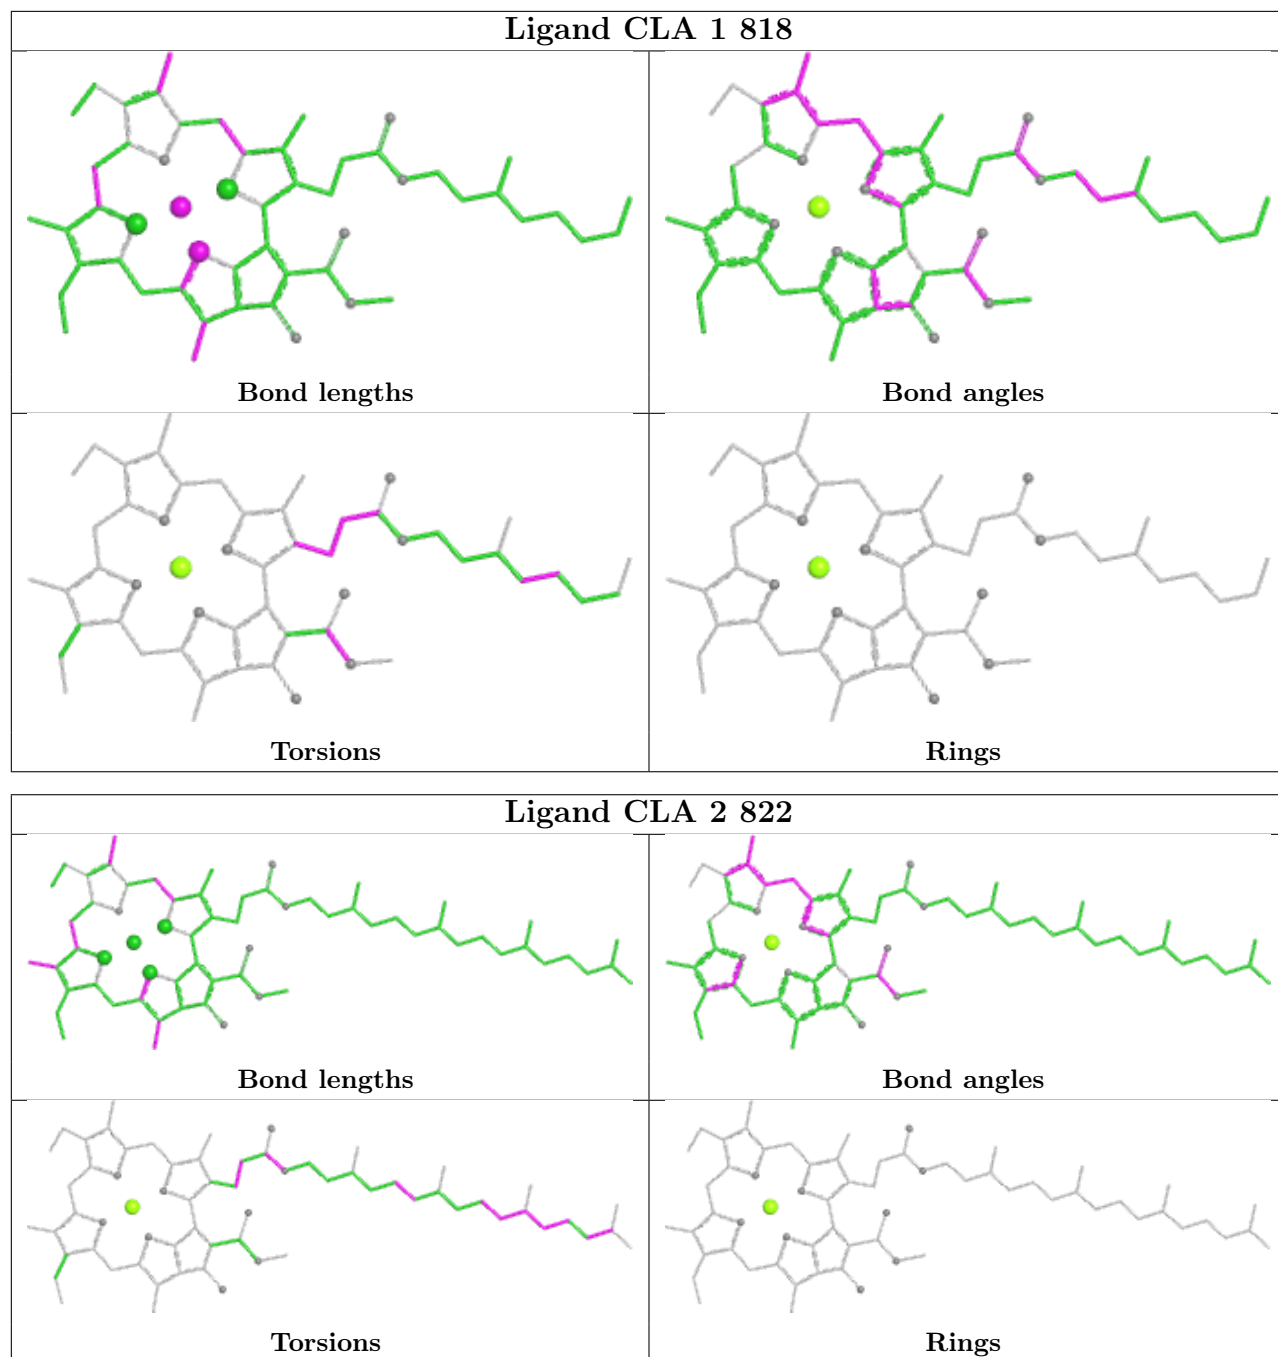 Ligand CLA 1 818
Bond lengths
Bond angles
Torsions
Rings
Ligand CLA 2 822
Bond lengths
Bond angles
Torsions
Rings